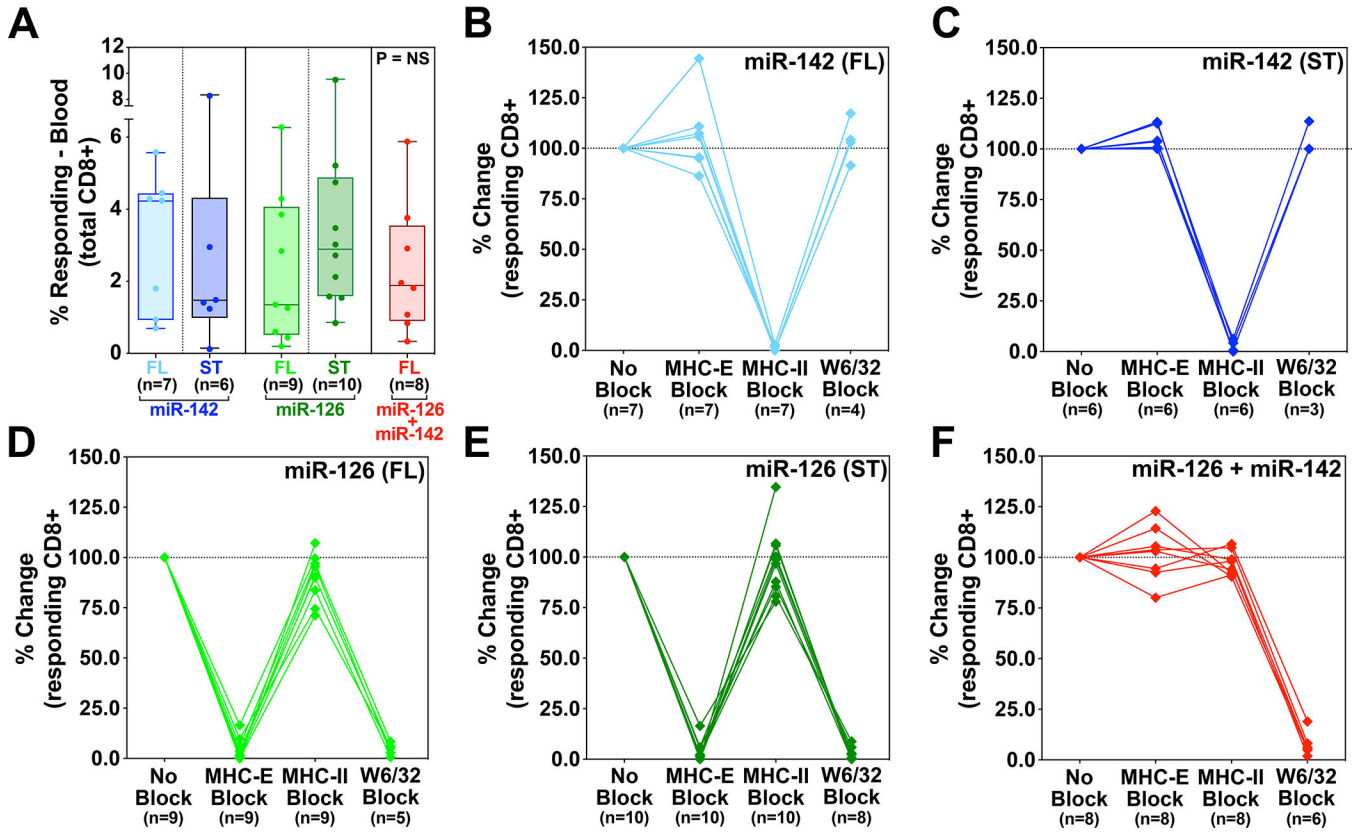 A
% Responding - Blood
(total CD8+)
12
10
8
6
4
2
0
P = NS
FL ST FL ST FL
(n=7) (n=6) (n=9) (n=10) (n=8)
miR-142 miR-126 miR-126
+
miR-142
B
% Change
(responding CD8+
150.0
125.0
100.0
75.0
50.0
25.0
0.0
miR-142 (FL)
No MHC-E MHC-II W6/32
Block Block Block Block
(n=7) (n=7) (n=7) (n=4)
C
% Change
(responding CD8+
150.0
125.0
100.0
75.0
50.0
25.0
0.0
miR-142 (ST)
No MHC-E MHC-II W6/32
Block Block Block Block
(n=6) (n=6) (n=6) (n=3)
D
% Change
(responding CD8+
150.0
125.0
100.0
75.0
50.0
25.0
0.0
miR-126 (FL)
No MHC-E MHC-II W6/32
Block Block Block Block
(n=9) (n=9) (n=9) (n=5)
E
% Change
(responding CD8+
150.0
125.0
100.0
75.0
50.0
25.0
0.0
miR-126 (ST)
No MHC-E MHC-II W6/32
Block Block Block Block
(n=10) (n=10) (n=10) (n=8)
F
% Change
(responding CD8+
150.0
125.0
100.0
75.0
50.0
25.0
0.0
miR-126 + miR-142
No MHC-E MHC-II W6/32
Block Block Block Block
(n=8) (n=8) (n=8) (n=6)